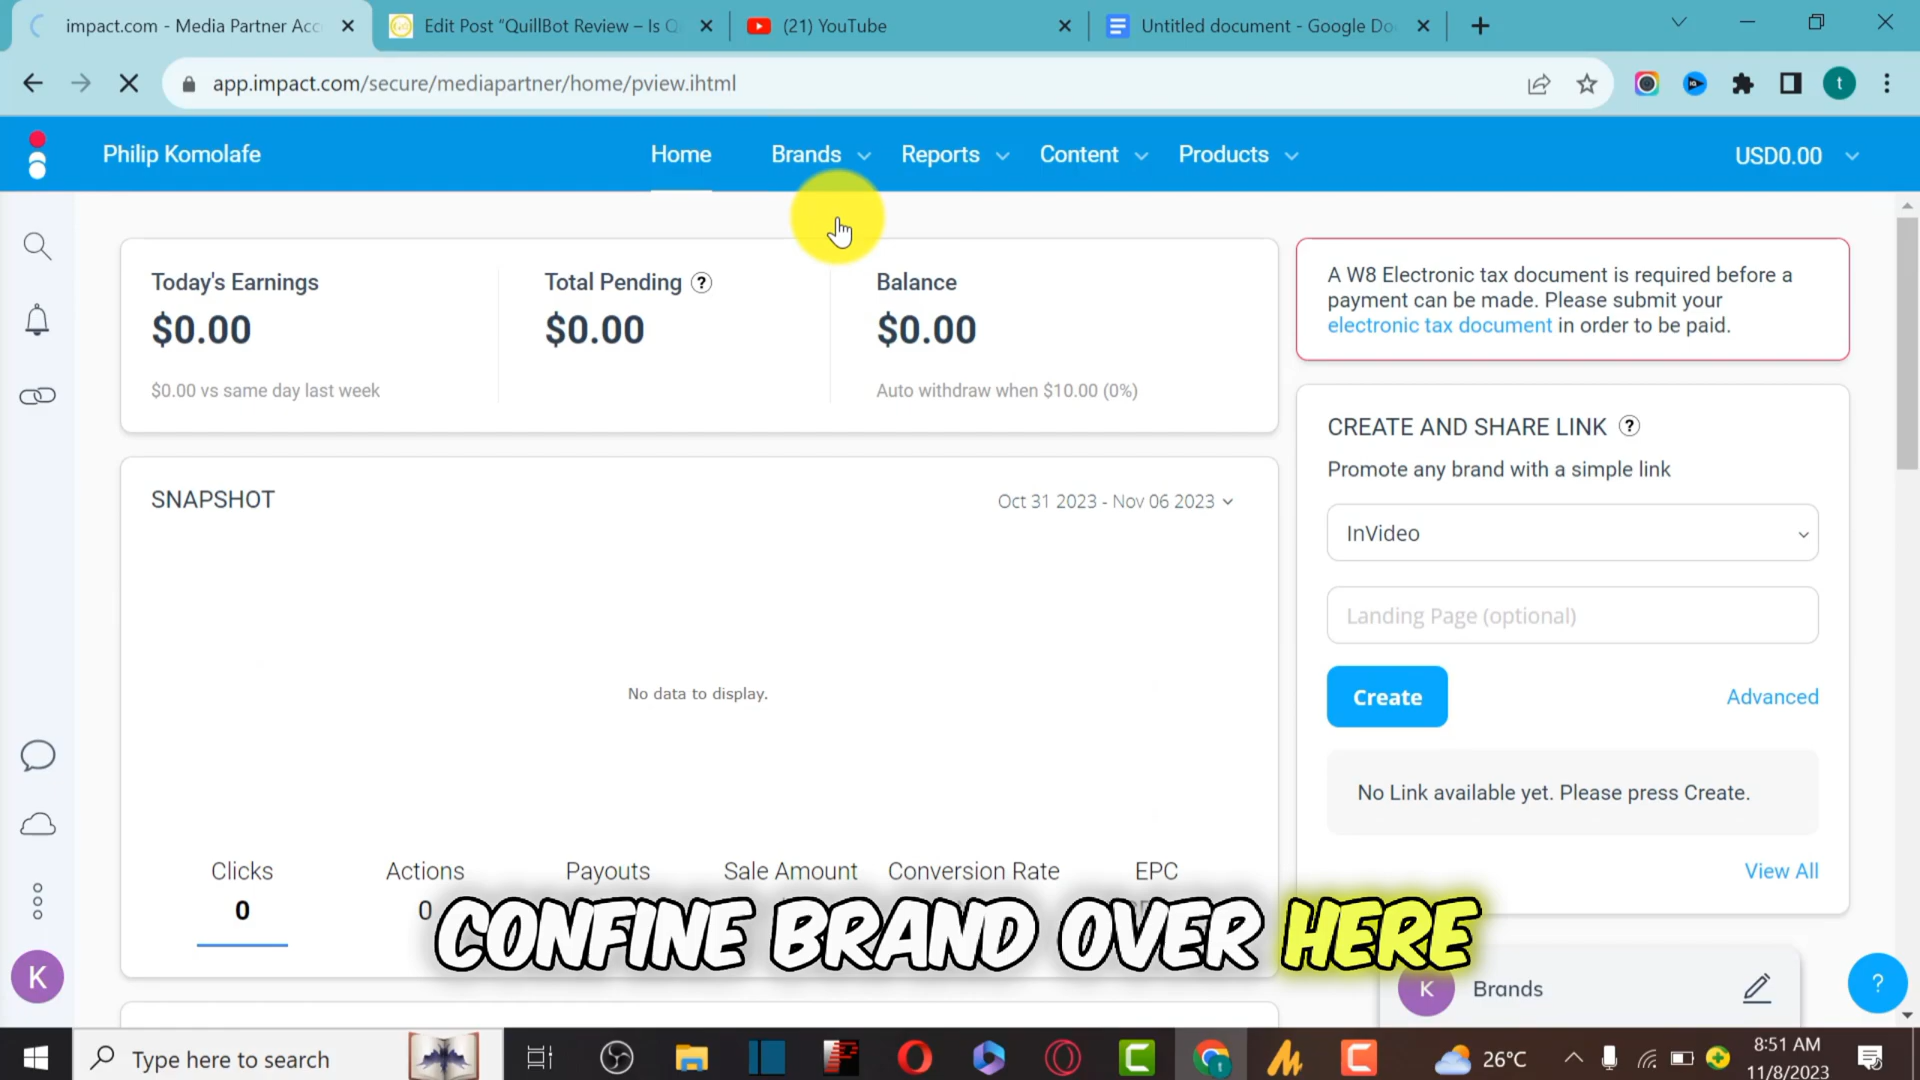 impact.com - Media Partner Acc
Edit Post “QuillBot Review – Is Q
(21) YouTube
Untitled document - Google Do
app.impact.com/secure/mediapartner/home/pview.ihtml
t
Philip Komolafe
Home
Brands
Reports
Content
Products
USD0.00
Today's Earnings
$0.00
$0.00 vs same day last week
Total Pending ?
$0.00
Balance
$0.00
Auto withdraw when $10.00 (0%)
A W8 Electronic tax document is required before a
payment can be made. Please submit your
electronic tax document in order to be paid.
SNAPSHOT
Oct 31 2023 - Nov 06 2023
No data to display.
CREATE AND SHARE LINK ?
Promote any brand with a simple link
InVideo
Landing Page (optional)
Create
Advanced
No Link available yet. Please press Create.
View All
Clicks
0
Actions
0
Payouts
Sale Amount
Conversion Rate
EPC
CONFINE BRAND OVER HERE
K
K
Brands
?
Type here to search
26°C
8:51 AM
11/8/2023